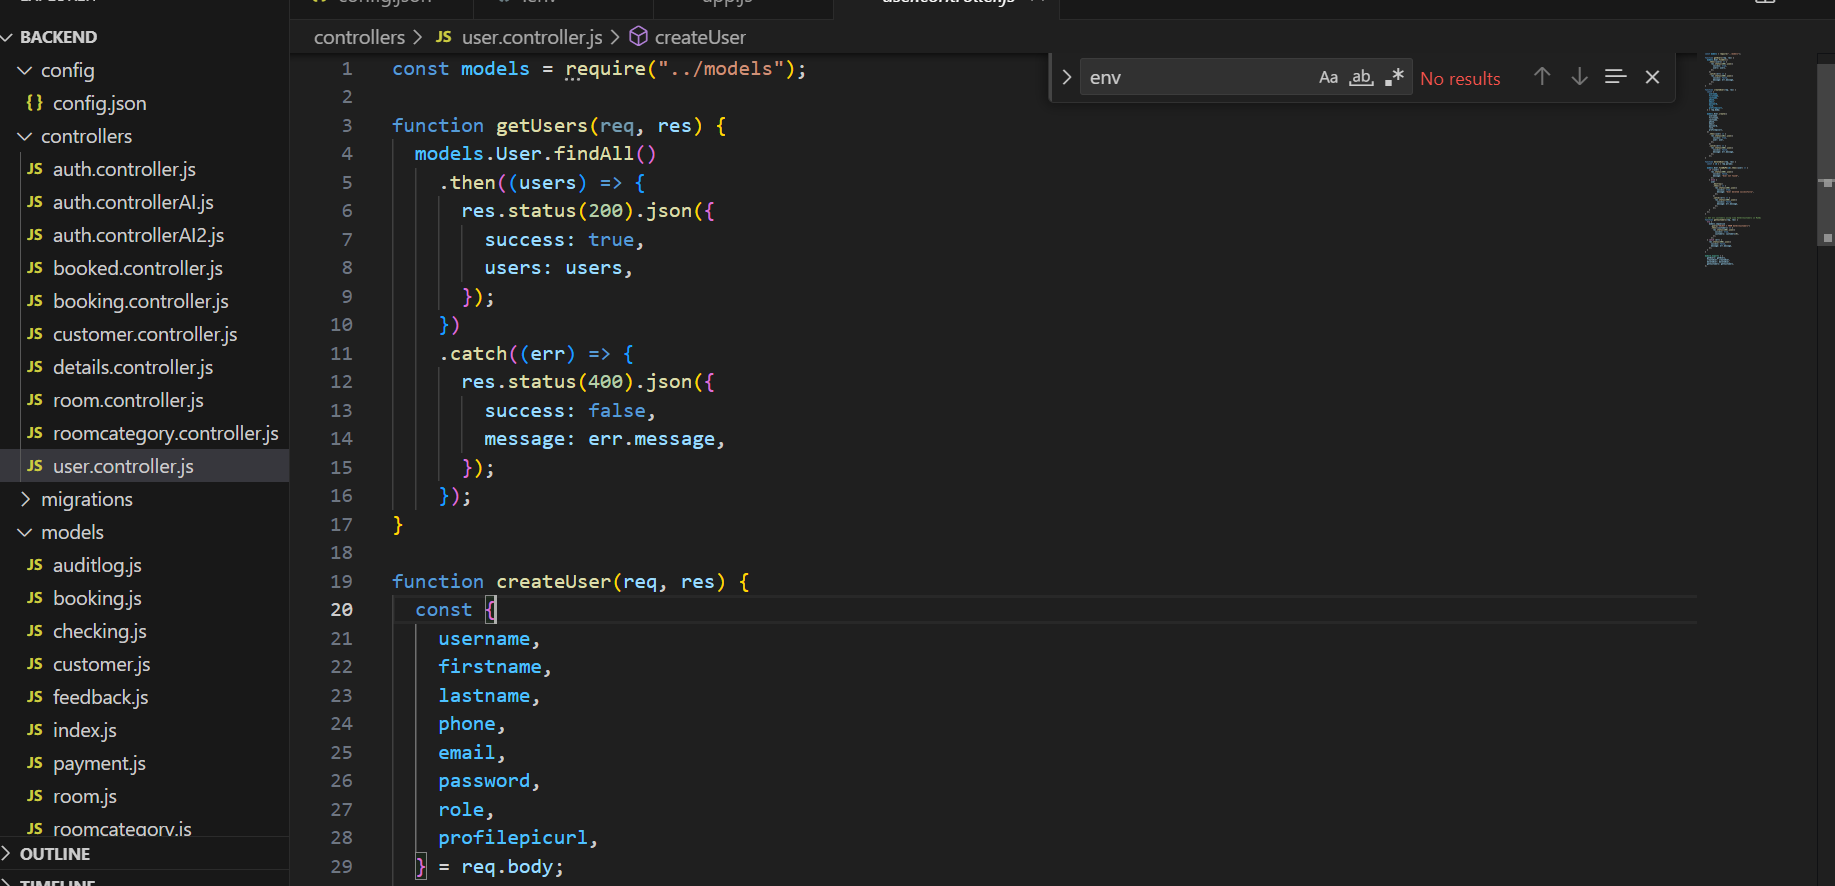 BACKEND
config
{} config.json
controllers
JS auth.controller.js
JS auth.controllerAI.js
JS auth.controllerAI2.js
JS booked.controller.js
JS booking.controller.js
JS customer.controller.js
JS details.controller.js
JS room.controller.js
JS roomcategory.controller.js
JS user.controller.js
migrations
models
JS auditlog.js
JS booking.js
JS checking.js
JS customer.js
JS feedback.js
JS index.js
JS payment.js
JS room.js
JS roomcategory.js
OUTLINE
TIMELINE
controllers > JS user.controller.js > createUser
env Aa ab .* No results
1 const models = require("../models");
2
3 function getUsers(req, res) {
4 models.User.findAll()
5 .then((users) => {
6 res.status(200).json({
7 success: true,
8 users: users,
9 });
10 })
11 .catch((err) => {
12 res.status(400).json({
13 success: false,
14 message: err.message,
15 });
16 });
17 }
18
19 function createUser(req, res) {
20 const {
21 username,
22 firstname,
23 lastname,
24 phone,
25 email,
26 password,
27 role,
28 profilepicurl,
29 } = req.body;